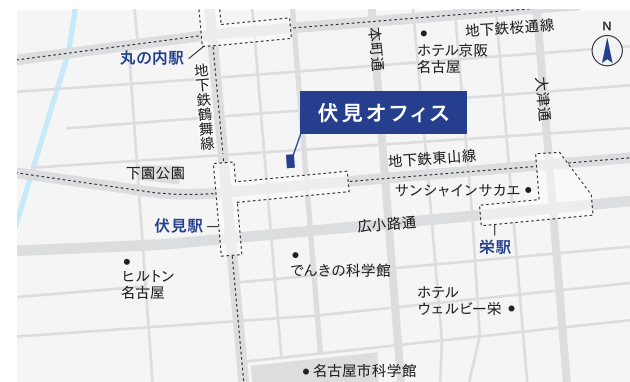 地下鉄桜通線
N
本町通
ホテル京阪
名古屋
丸の内駅
地下鉄鶴舞線
大津通
伏見オフィス
地下鉄東山線
下園公園
サンシャインサカエ
伏見駅
広小路通
栄駅
ヒルトン
名古屋
でんきの科学館
ホテル
ウェルビー栄
名古屋市科学館